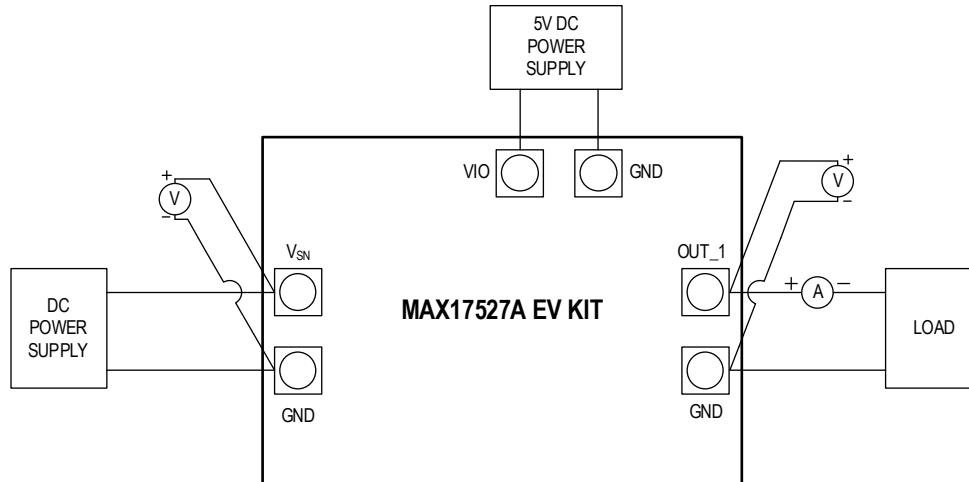 5V DC
POWER
SUPPLY
VIO
GND
+
V
−
+
V
−
VSN
OUT_1
DC
POWER
SUPPLY
MAX17527A EV KIT
+
A
−
LOAD
GND
GND